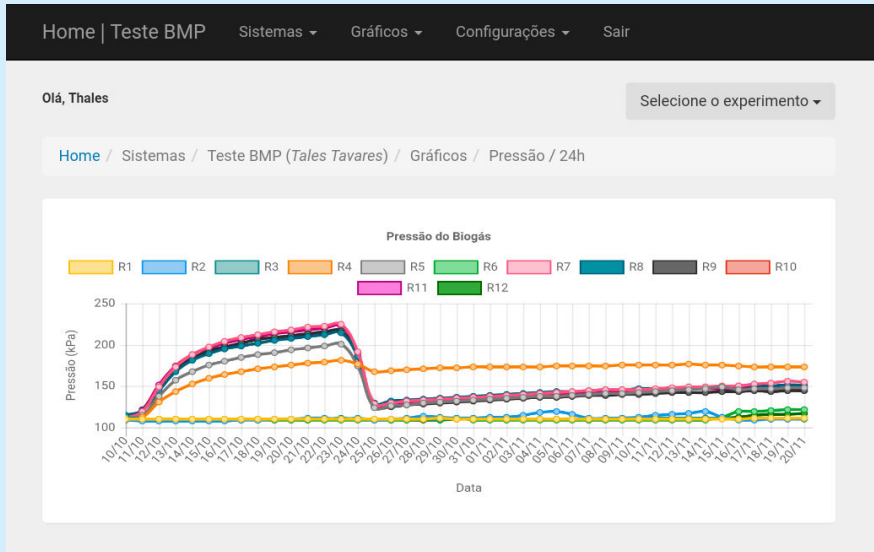 Home | Teste BMP Sistemas Gráficos Configurações Sair
Olá, Thales
Selecione o experimento
Home / Sistemas / Teste BMP (Tales Tavares) / Gráficos / Pressão / 24h
Pressão do Biogás
R1 R2 R3 R4 R5 R6 R7 R8 R9 R10
R11 R12
Pressão (kPa)
250
200
150
100
10/10 11/10 12/10 13/10 14/10 15/10 16/10 17/10 18/10 19/10 20/10 21/10 22/10 23/10 24/10 25/10 26/10 27/10 28/10 29/10 30/10 31/10 01/11 02/11 03/11 04/11 05/11 06/11 07/11 08/11 09/11 10/11 11/11 12/11 13/11 14/11 15/11 16/11 17/11 18/11 19/11 20/11
Data